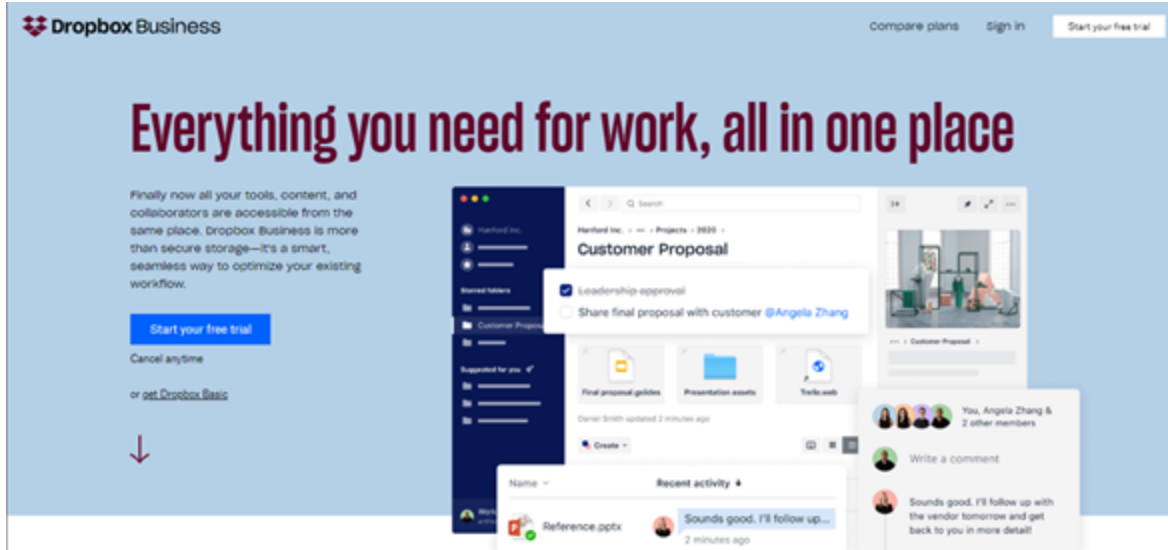 Dropbox Business
Compare plans
Sign in
Start your free trial
Everything you need for work, all in one place
Finally now all your tools, content, and
collaborators are accessible from the
same place. Dropbox Business is more
than secure storage—it's a smart,
seamless way to optimize your existing
workflow.
Start your free trial
Cancel anytime
or get Dropbox Basic
Hanford Inc.
Starred folders
Customer Propos
Suggested for you
Search
Hanford Inc. › ••• › Projects › 2020 ›
Customer Proposal
Leadership approval
Share final proposal with customer @Angela Zhang
Final proposal.gslides
Presentation assets
Trello.web
Daniel Smith updated 2 minutes ago
Create
••• › Customer Proposal ›
Name
Recent activity
Reference.pptx
Sounds good. I'll follow up...
2 minutes ago
You, Angela Zhang &
2 other members
Write a comment
Sounds good. I'll follow up with
the vendor tomorrow and get
back to you in more detail!